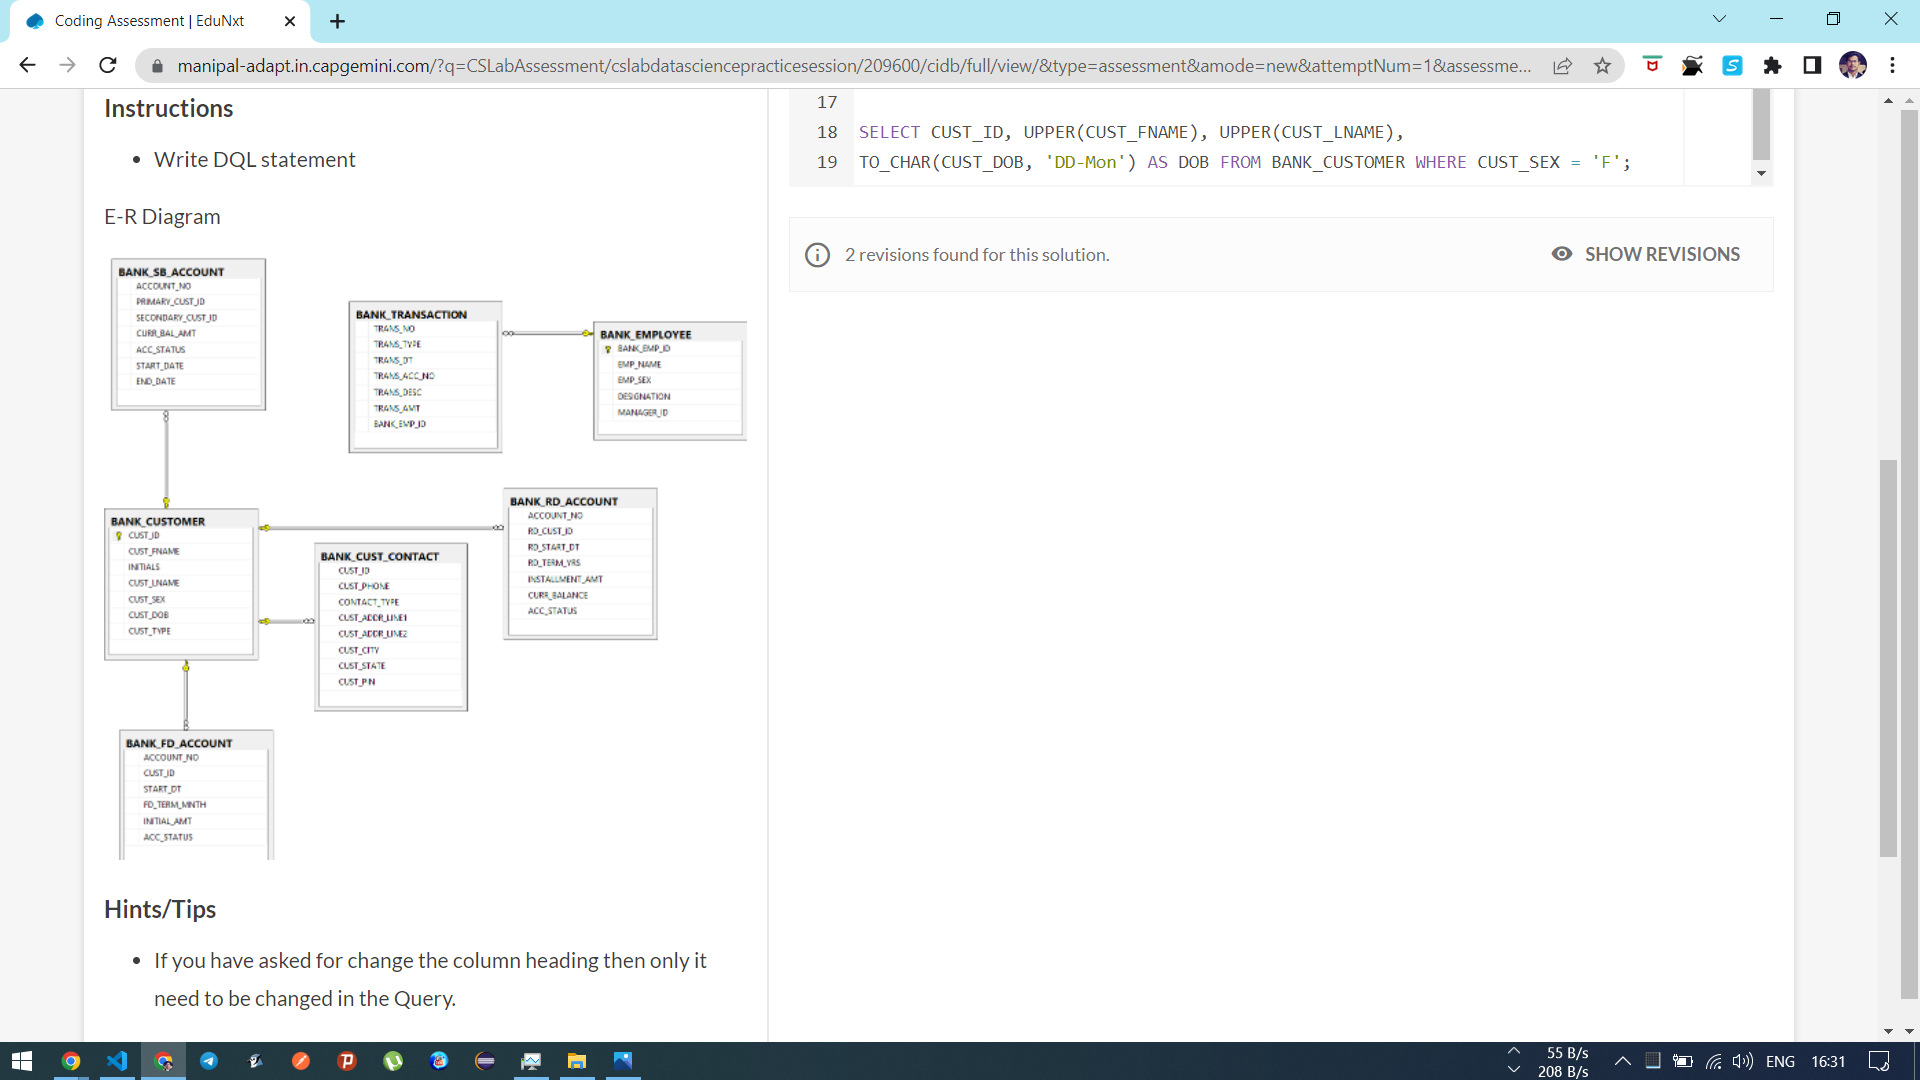 Coding Assessment | EduNxt
manipal-adapt.in.capgemini.com/?q=CSLabAssessment/cslabdatasciencepracticesession/209600/cidb/full/view/&type=assessment&amode=new&attemptNum=1&assessme...
Instructions
• Write DQL statement
E-R Diagram
BANK_SB_ACCOUNT
ACCOUNT_NO
PRIMARY_CUST_ID
SECONDARY_CUST_ID
CURR_BAL_AMT
ACC_STATUS
START_DATE
END_DATE
BANK_TRANSACTION
TRANS_NO
TRANS_TYPE
TRANS_DT
TRANS_ACC_NO
TRANS_DESC
TRANS_AMT
BANK_EMP_ID
BANK_EMPLOYEE
BANK_EMP_ID
EMP_NAME
EMP_SEX
DESIGNATION
MANAGER_ID
BANK_CUSTOMER
CUST_ID
CUST_FNAME
INITIALS
CUST_LNAME
CUST_SEX
CUST_DOB
CUST_TYPE
BANK_CUST_CONTACT
CUST_ID
CUST_PHONE
CONTACT_TYPE
CUST_ADDR_LINE1
CUST_ADDR_LINE2
CUST_CITY
CUST_STATE
CUST_PIN
BANK_RD_ACCOUNT
ACCOUNT_NO
RD_CUST_ID
RD_START_DT
RD_TERM_YRS
INSTALLMENT_AMT
CURR_BALANCE
ACC_STATUS
BANK_FD_ACCOUNT
ACCOUNT_NO
CUST_ID
START_DT
FD_TERM_MNTH
INITIAL_AMT
ACC_STATUS
Hints/Tips
• If you have asked for change the column heading then only it
need to be changed in the Query.
17
18 SELECT CUST_ID, UPPER(CUST_FNAME), UPPER(CUST_LNAME),
19 TO_CHAR(CUST_DOB, 'DD-Mon') AS DOB FROM BANK_CUSTOMER WHERE CUST_SEX = 'F';
2 revisions found for this solution.
SHOW REVISIONS
55 B/s
208 B/s
ENG
16:31